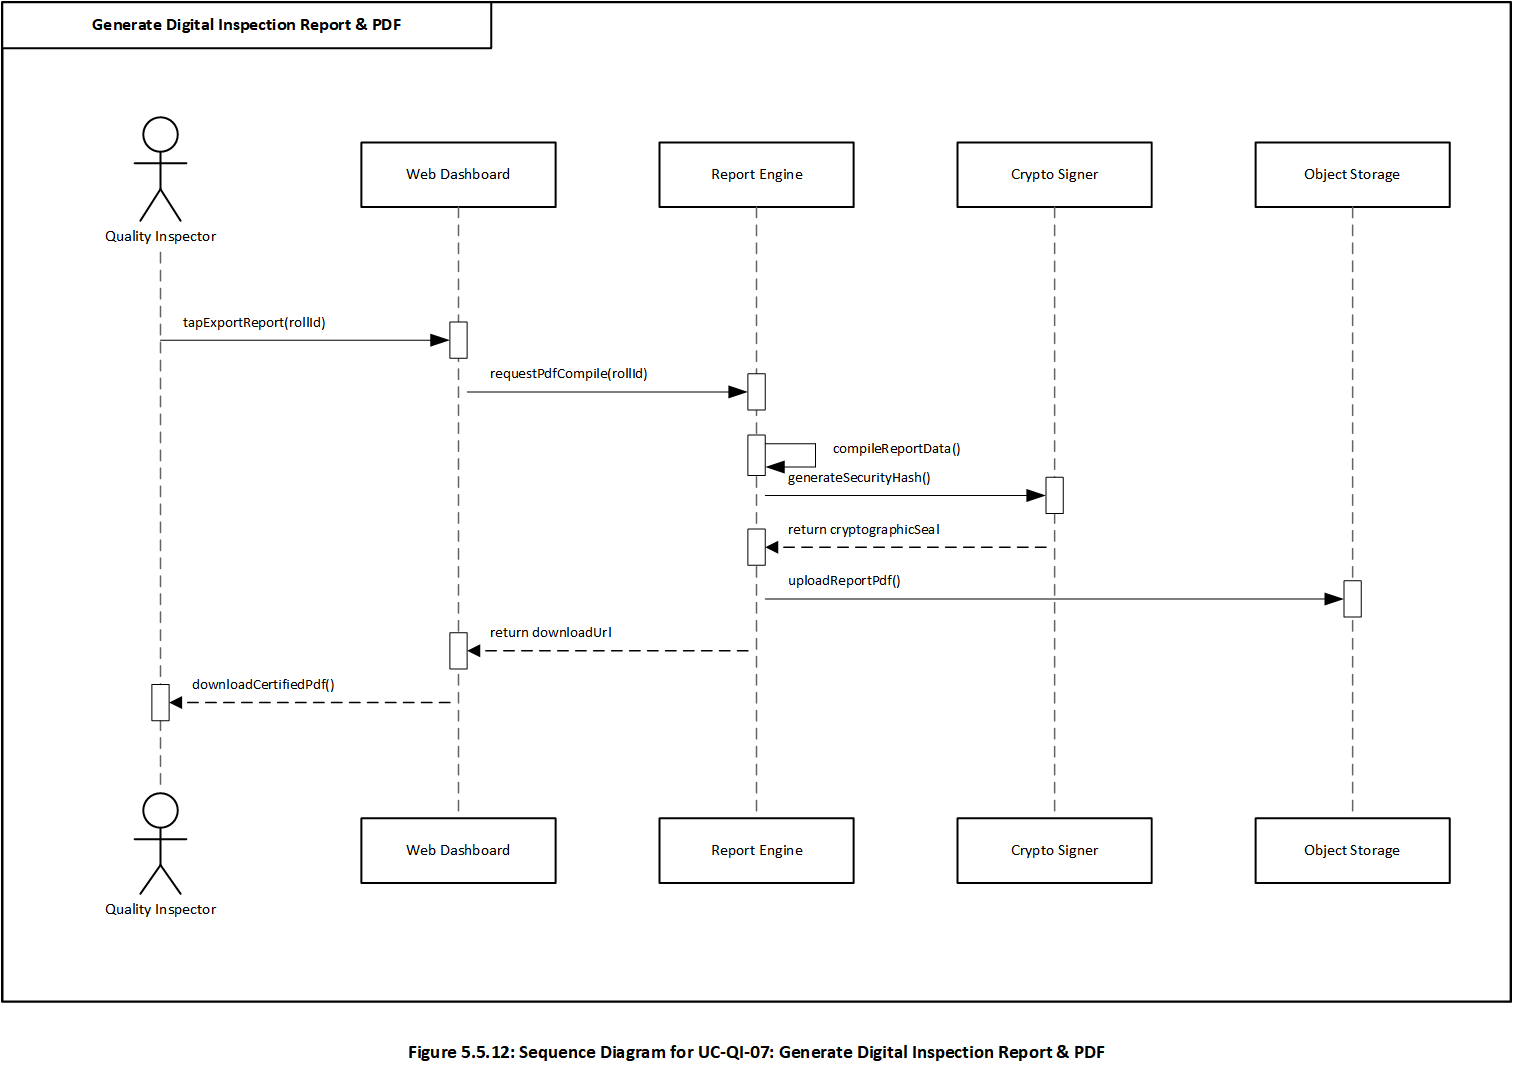 Generate Digital Inspection Report & PDF
Web Dashboard
Report Engine
Crypto Signer
Object Storage
Quality Inspector
tapExportReport(rollId)
requestPdfCompile(rollId)
compileReportData()
generateSecurityHash()
return cryptographicSeal
uploadReportPdf()
return downloadUrl
downloadCertifiedPdf()
Web Dashboard
Report Engine
Crypto Signer
Object Storage
Quality Inspector
Figure 5.5.12: Sequence Diagram for UC-QI-07: Generate Digital Inspection Report & PDF